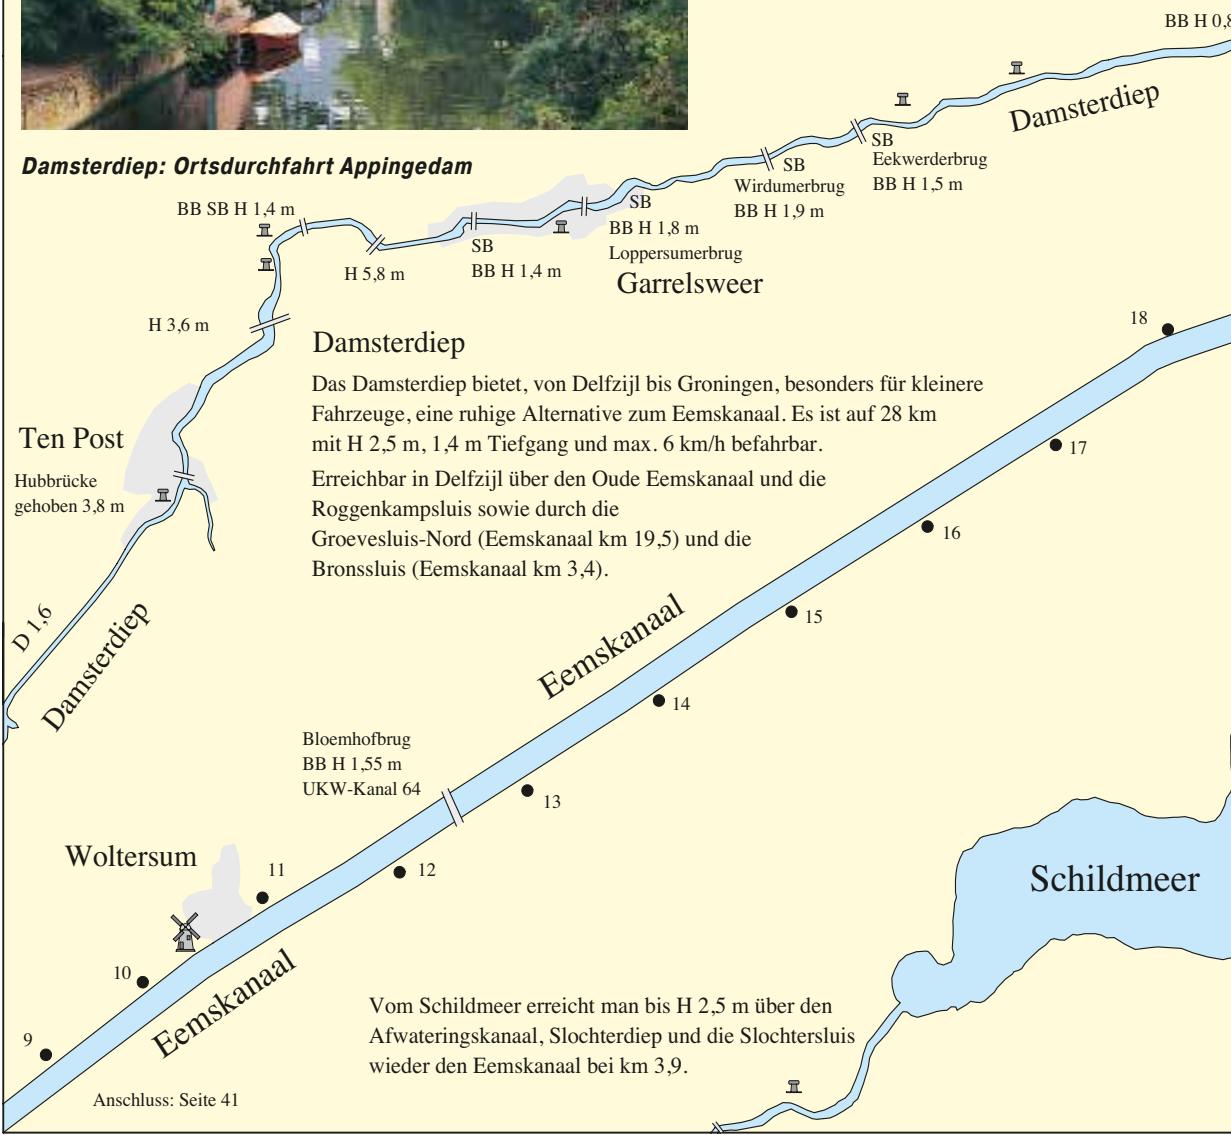 BB H 0,8
Damsterdiep
Damsterdiep: Ortsdurchfahrt Appingedam
SB
Eekwerderbrug
BB H 1,5 m
SB
Wirdumerbrug
BB H 1,9 m
SB
BB H 1,8 m
Loppersumerbrug
Garrelsweer
BB SB H 1,4 m
SB
BB H 1,4 m
H 5,8 m
H 3,6 m
18
Damsterdiep
Das Damsterdiep bietet, von Delfzijl bis Groningen, besonders für kleinere
Fahrzeuge, eine ruhige Alternative zum Eemskanaal. Es ist auf 28 km
mit H 2,5 m, 1,4 m Tiefgang und max. 6 km/h befahrbar.
Erreichbar in Delfzijl über den Oude Eemskanaal und die
Roggenkampsluis sowie durch die
Groevesluis-Nord (Eemskanaal km 19,5) und die
Bronssluis (Eemskanaal km 3,4).
Ten Post
Hubbrücke
gehoben 3,8 m
17
16
15
D 1,6
Damsterdiep
Eemskanaal
14
Bloemhofbrug
BB H 1,55 m
UKW-Kanal 64
13
Woltersum
11
12
Schildmeer
10
Eemskanaal
9
Vom Schildmeer erreicht man bis H 2,5 m über den
Afwateringskanaal, Slochterdiep und die Slochtersluis
wieder den Eemskanaal bei km 3,9.
Anschluss: Seite 41